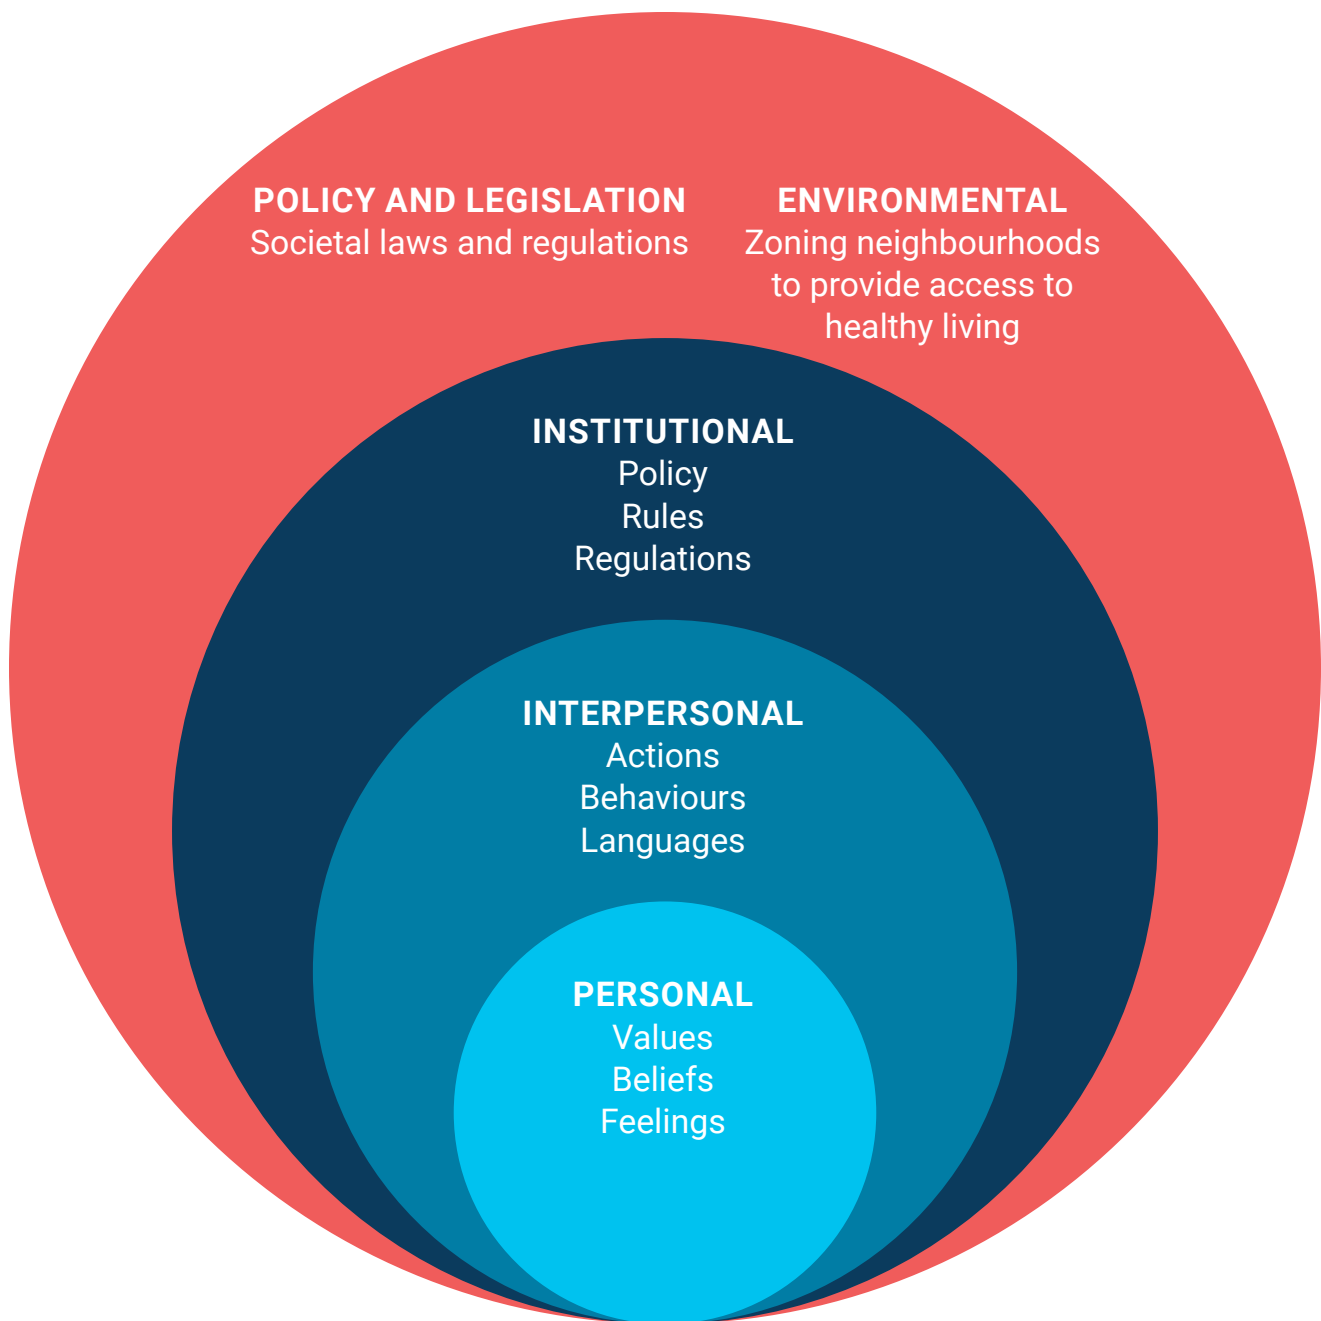 POLICY AND LEGISLATION
Societal laws and regulations
ENVIRONMENTAL
Zoning neighbourhoods
to provide access to
healthy living
INSTITUTIONAL
Policy
Rules
Regulations
INTERPERSONAL
Actions
Behaviours
Languages
PERSONAL
Values
Beliefs
Feelings